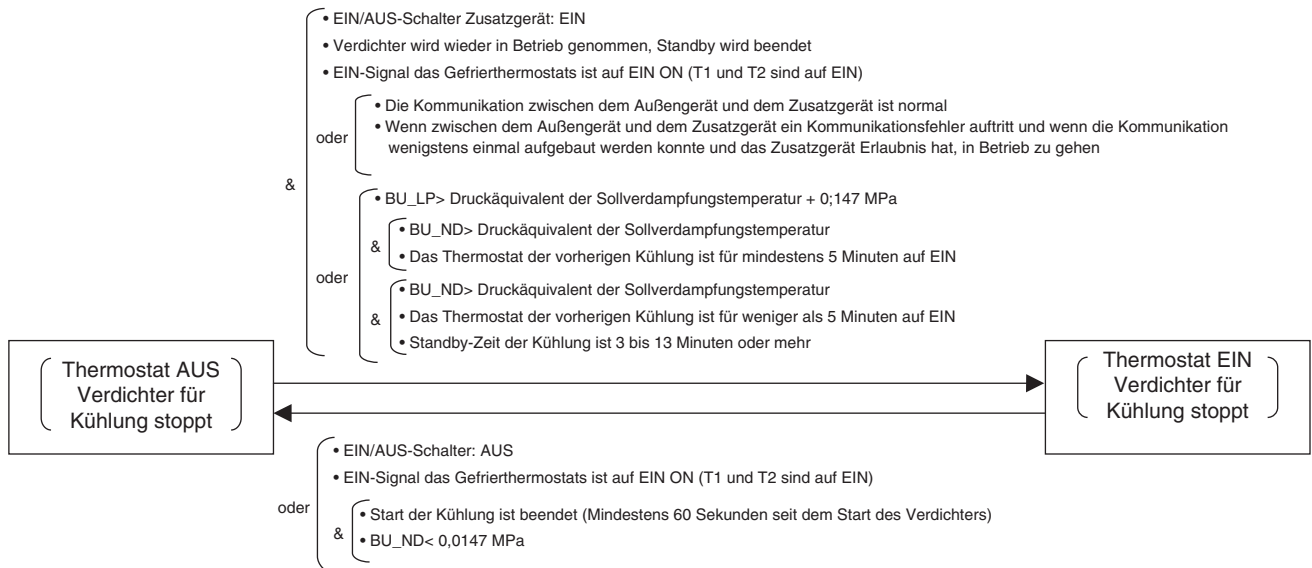 • EIN/AUS-Schalter Zusatzgerät: EIN
• Verdichter wird wieder in Betrieb genommen, Standby wird beendet
• EIN-Signal das Gefrierthermostats ist auf EIN ON (T1 und T2 sind auf EIN)
• Die Kommunikation zwischen dem Außengerät und dem Zusatzgerät ist normal
oder
• Wenn zwischen dem Außengerät und dem Zusatzgerät ein Kommunikationsfehler auftritt und wenn die Kommunikation
wenigstens einmal aufgebaut werden konnte und das Zusatzgerät Erlaubnis hat, in Betrieb zu gehen
&
• BU_LP> Druckäquivalent der Sollverdampfungstemperatur + 0;147 MPa
• BU_ND> Druckäquivalent der Sollverdampfungstemperatur
&
• Das Thermostat der vorherigen Kühlung ist für mindestens 5 Minuten auf EIN
oder
• BU_ND> Druckäquivalent der Sollverdampfungstemperatur
& • Das Thermostat der vorherigen Kühlung ist für weniger als 5 Minuten auf EIN
• Standby-Zeit der Kühlung ist 3 bis 13 Minuten oder mehr
Thermostat AUS
Verdichter für
Kühlung stoppt
Thermostat EIN
Verdichter für
Kühlung stoppt
• EIN/AUS-Schalter: AUS
• EIN-Signal das Gefrierthermostats ist auf EIN ON (T1 und T2 sind auf EIN)
oder
• Start der Kühlung ist beendet (Mindestens 60 Sekunden seit dem Start des Verdichters)
&
• BU_ND< 0,0147 MPa